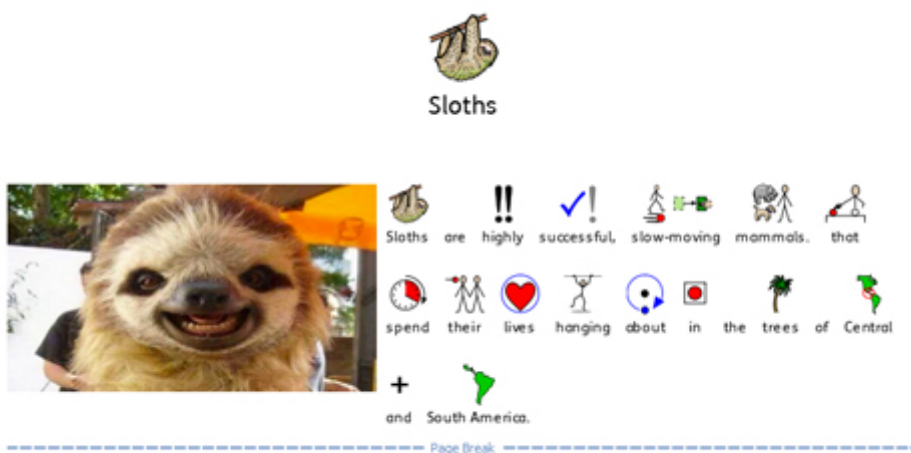 Sloths
Sloths are highly successful, slow-moving mammals. that
spend their lives hanging about in the trees of Central
and South America.
Page Break